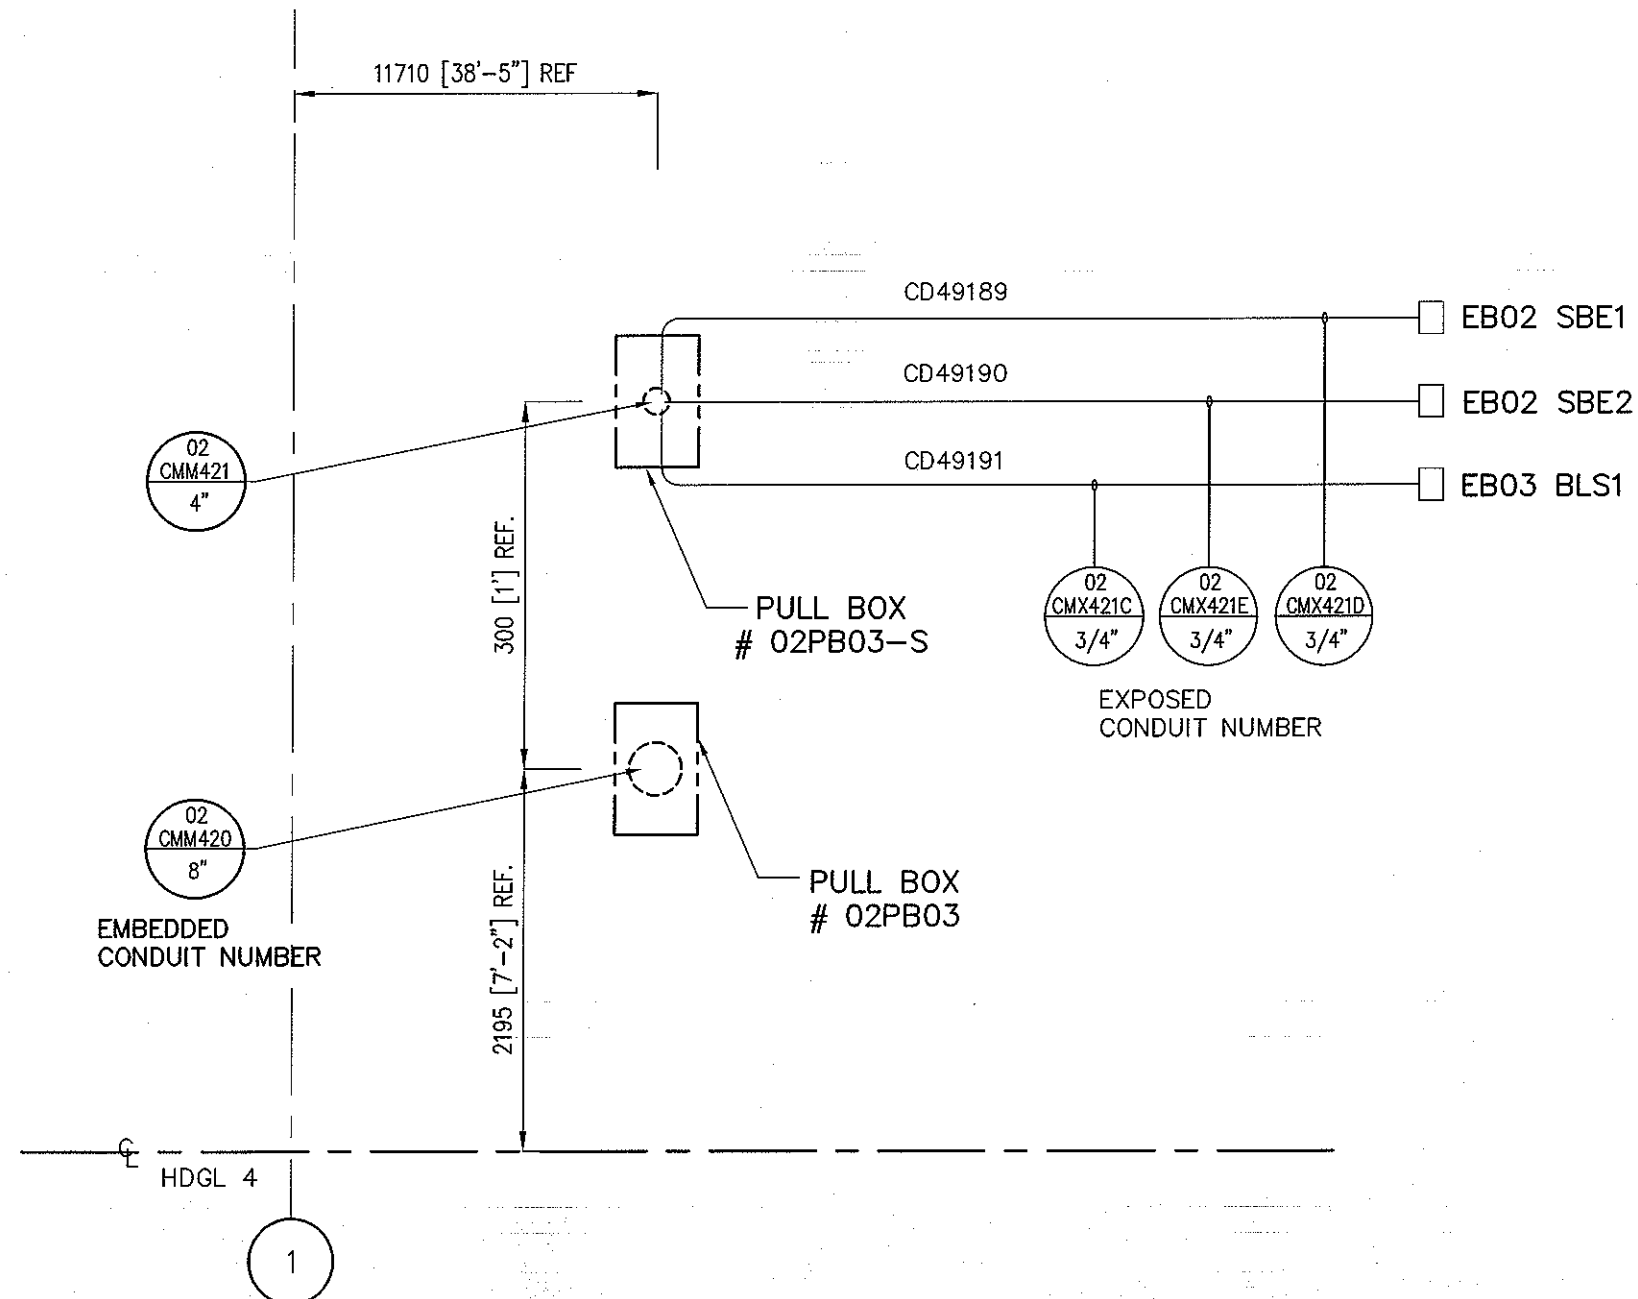 11710 [38'-5"] REF
CD49189
EB02 SBE1
CD49190
EB02 SBE2
02
CMM421
4"
CD49191
EB03 BLS1
300 [1'] REF.
PULL BOX
# 02PB03-S
02
CMX421C
3/4"
02
CMX421E
3/4"
02
CMX421D
3/4"
EXPOSED
CONDUIT NUMBER
02
CMM420
8"
EMBEDDED
CONDUIT NUMBER
PULL BOX
# 02PB03
2195 [7'-2"] REF.
CL
HDGL 4
1